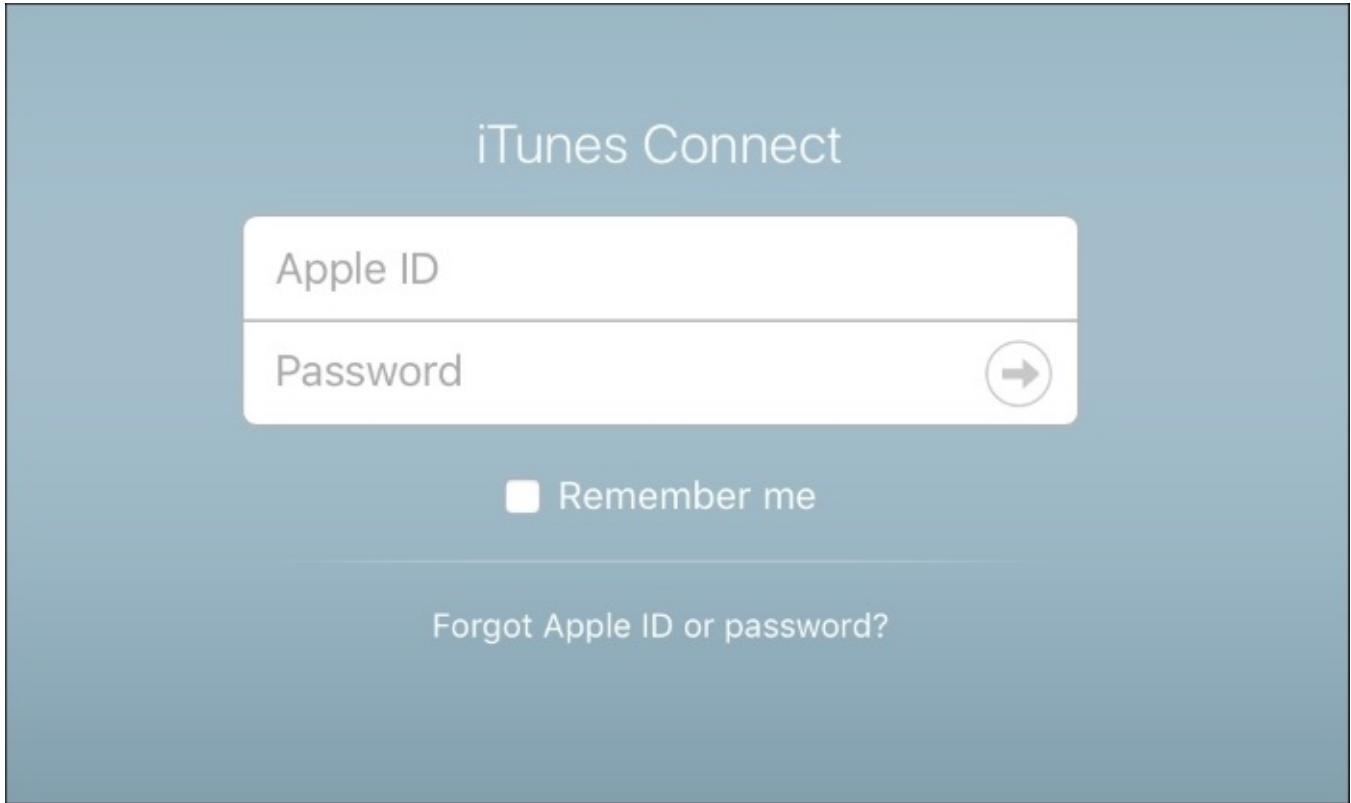 iTunes Connect
Apple ID
Password
Remember me
Forgot Apple ID or password?